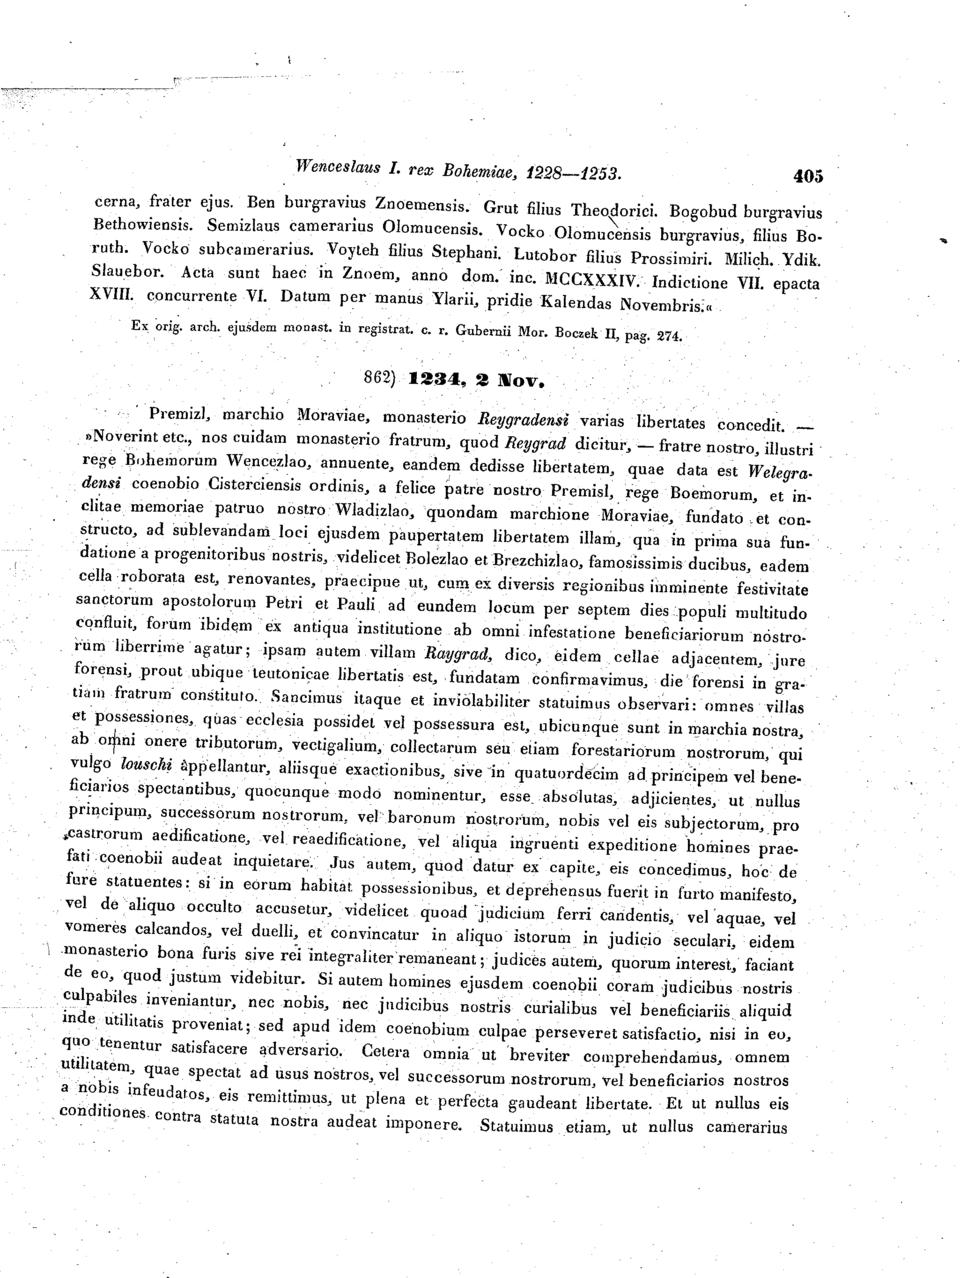 Wenceslaus I. rex Bohemiae, 1228—1253. 405
cerna, frater ejus. Ben burgravius Znoemensis. Grut filius Theodorici. Bogobud burgravius
Bethowiensis. Semizlaus camerarius Olomucensis. Vocko Olomucensis burgravius, filius Bo-
ruth. Vocko subcamerarius. Voyteh filius Stephani. Lutobor filius Prossimiri. Milich. Ydik.
Slauebor. Acta sunt haec in Znoem, anno dom. inc. MCCXXXIV. Indictione VII. epacta
XVIII. concurrente VI. Datum per manus Ylarii, pridie Kalendas Novembris.«
Ex orig. arch. ejusdem monast. in registrat. c. r. Gubernii Mor. Boczek II, pag. 274.
862) 1234, 2 Nov.
Premizl, marchio Moraviae, monasterio Reygradensi varias libertates concedit. —
»Noverint etc., nos cuidam monasterio fratrum, quod Reygrad dicitur, — fratre nostro, illustri
rege Bohemorum Wencezlao, annuente, eandem dedisse libertatem, quae data est Welegra-
densi coenobio Cisterciensis ordinis, a felice patre nostro Premisl, rege Boemorum, et in-
clitae memoriae patruo nostro Wladizlao, quondam marchione Moraviae, fundato et con-
structo, ad sublevandam loci ejusdem paupertatem libertatem illam, qua in prima sua fun-
datione a progenitoribus nostris, videlicet Bolezlao et Brezchizlao, famosissimis ducibus, eadem
cella roborata est, renovantes, praecipue ut, cum ex diversis regionibus imminente festivitate
sanctorum apostolorum Petri et Pauli ad eundem locum per septem dies populi multitudo
confluit, forum ibidem ex antiqua institutione ab omni infestatione beneficiariorum nostro-
rum liberrime agatur; ipsam autem villam Raygrad, dico, eidem cellae adjacentem, jure
forensi, prout ubique teutonicae libertatis est, fundatam confirmavimus, die forensi in gra-
tiam fratrum constituto. Sancimus itaque et inviolabiliter statuimus observari: omnes villas
et possessiones, quas ecclesia possidet vel possessura est, ubicunque sunt in marchia nostra,
ab omni onere tributorum, vectigalium, collectarum seu etiam forestariorum nostrorum, qui
vulgo louschi appellantur, aliisque exactionibus, sive in quatuordecim ad principem vel bene-
ficiarios spectantibus, quocunque modo nominentur, esse absolutas, adjicientes, ut nullus
principum, successorum nostrorum, vel baronum nostrorum, nobis vel eis subjectorum, pro
castrorum aedificatione, vel reaedificatione, vel aliqua ingruenti expeditione homines prae-
fati coenobii audeat inquietare. Jus autem, quod datur ex capite, eis concedimus, hoc de
fure statuentes: si in eorum habitat possessionibus, et deprehensus fuerit in furto manifesto,
vel de aliquo occulto accusetur, videlicet quoad judicium ferri candentis, vel aquae, vel
vomeres calcandos, vel duelli, et convincatur in aliquo istorum in judicio seculari, eidem
monasterio bona furis sive rei integraliter remaneant; judices autem, quorum interest, faciant
de eo, quod justum videbitur. Si autem homines ejusdem coenobii coram judicibus nostris
culpabiles inveniantur, nec nobis, nec judicibus nostris curialibus vel beneficiariis aliquid
inde utilitatis proveniat; sed apud idem coenobium culpae perseveret satisfactio, nisi in eo,
quo tenentur satisfacere adversario. Cetera omnia ut breviter comprehendamus, omnem
utilitatem, quae spectat ad usus nostros, vel successorum nostrorum, vel beneficiarios nostros
a nobis infeudatos, eis remittimus, ut plena et perfecta gaudeant libertate. Et ut nullus eis
conditiones contra statuta nostra audeat imponere. Statuimus etiam, ut nullus camerarius